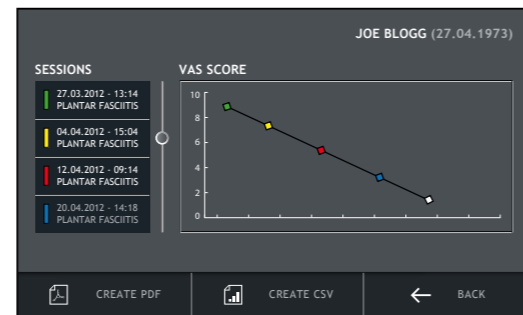 JOE BLOGG (27.04.1973)
SESSIONS
27.03.2012 - 13:14
PLANTAR FASCIITIS
04.04.2012 - 15:04
PLANTAR FASCIITIS
12.04.2012 - 09:14
PLANTAR FASCIITIS
20.04.2012 - 14:18
PLANTAR FASCIITIS
VAS SCORE
10
8
6
4
2
0
CREATE PDF
CREATE CSV
BACK